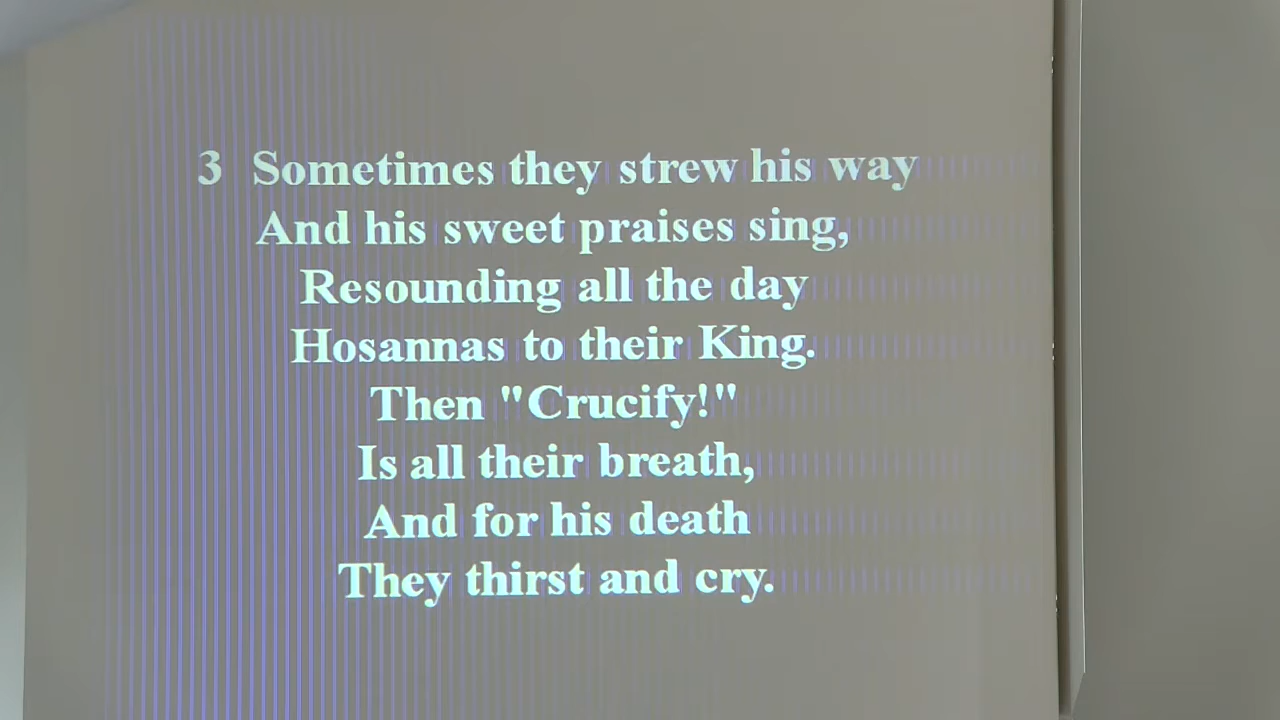 3 Sometimes they strew his way
And his sweet praises sing,
Resounding all the day
Hosannas to their King.
Then "Crucify!"
Is all their breath,
And for his death
They thirst and cry.